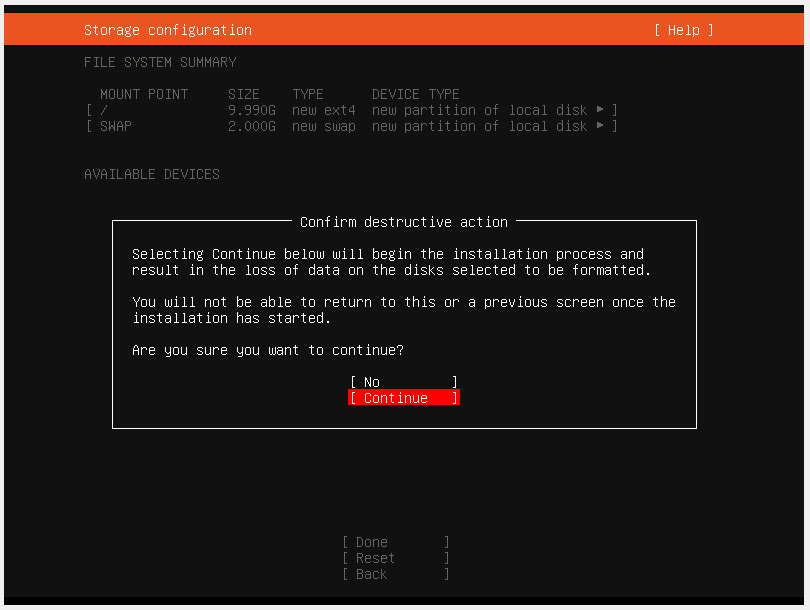 Storage configuration [ Help ]
FILE SYSTEM SUMMARY
MOUNT POINT SIZE TYPE DEVICE TYPE
[ / 9.990G new ext4 new partition of local disk ▸ ]
[ SWAP 2.000G new swap new partition of local disk ▸ ]
AVAILABLE DEVICES
Confirm destructive action
Selecting Continue below will begin the installation process and
result in the loss of data on the disks selected to be formatted.
You will not be able to return to this or a previous screen once the
installation has started.
Are you sure you want to continue?
[ No ]
[ Continue ]
[ Done ]
[ Reset ]
[ Back ]